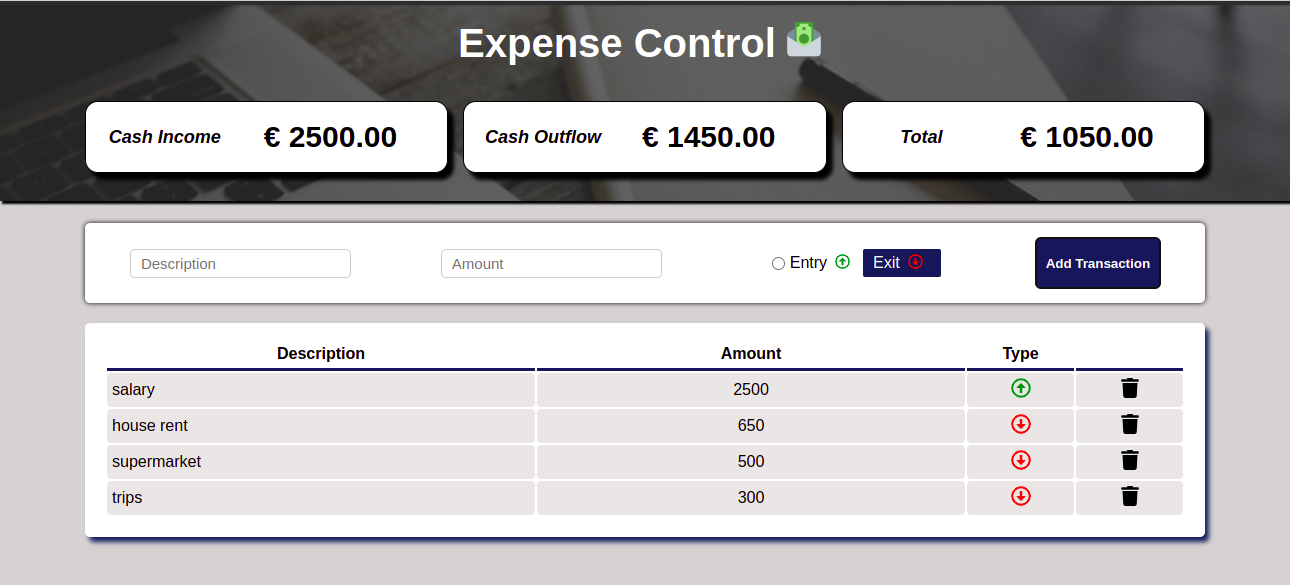 Expense Control
Cash Income € 2500.00
Cash Outflow € 1450.00
Total € 1050.00
Description Amount Entry Exit Add Transaction
Description Amount Type
salary 2500
house rent 650
supermarket 500
trips 300